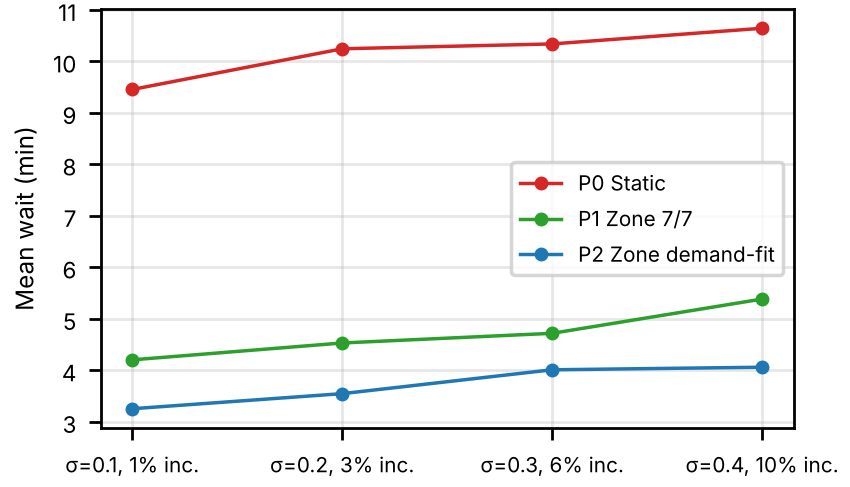 11
10
9
8
7
6
5
4
3
Mean wait (min)
P0 Static
P1 Zone 7/7
P2 Zone demand-fit
σ=0.1, 1% inc.
σ=0.2, 3% inc.
σ=0.3, 6% inc.
σ=0.4, 10% inc.